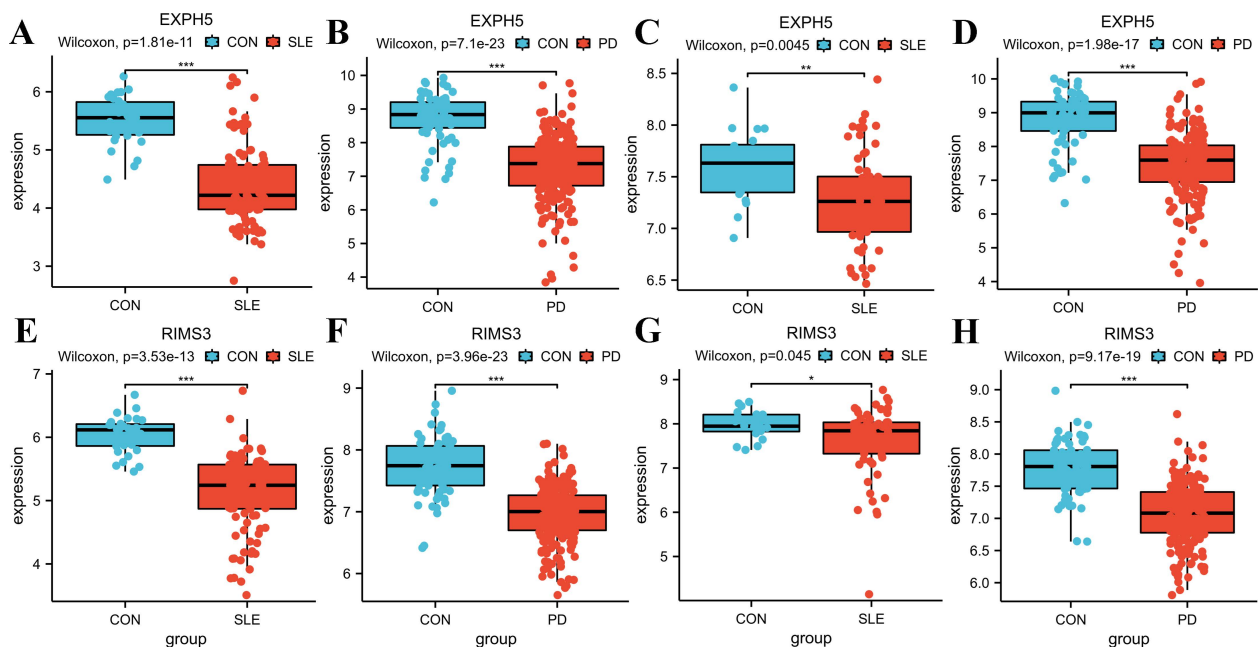 A
EXPH5
Wilcoxon, p=1.81e-11 CON SLE
***
expression
6
5
4
3
CON SLE
B
EXPH5
Wilcoxon, p=7.1e-23 CON PD
***
expression
10
9
8
7
6
5
4
CON PD
C
EXPH5
Wilcoxon, p=0.0045 CON SLE
**
expression
8.5
8.0
7.5
7.0
6.5
CON SLE
D
EXPH5
Wilcoxon, p=1.98e-17 CON PD
***
expression
10
9
8
7
6
5
4
CON PD
E
RIMS3
Wilcoxon, p=3.53e-13 CON SLE
***
expression
7
6
5
4
CON SLE
group
F
RIMS3
Wilcoxon, p=3.96e-23 CON PD
***
expression
9
8
7
6
CON PD
group
G
RIMS3
Wilcoxon, p=0.045 CON SLE
*
expression
9
8
7
6
5
4
CON SLE
group
H
RIMS3
Wilcoxon, p=9.17e-19 CON PD
***
expression
9.0
8.5
8.0
7.5
7.0
6.5
6.0
CON PD
group